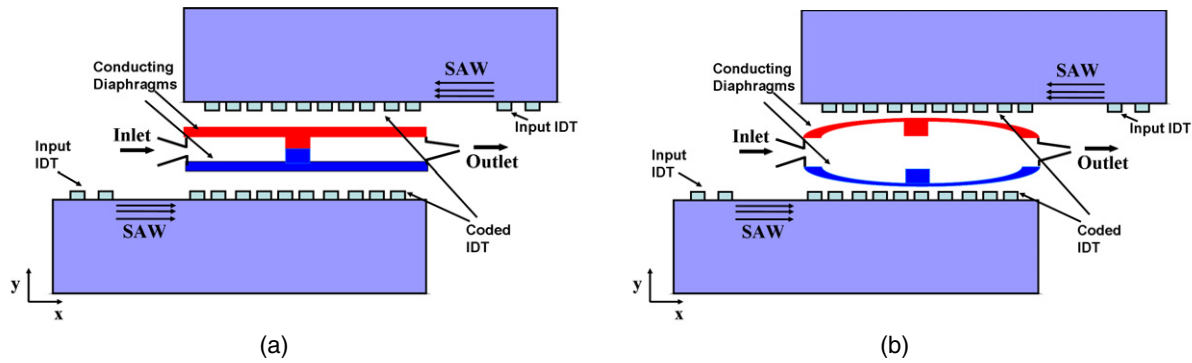 SAW
Conducting
Diaphragms
Input IDT
Inlet
Outlet
Input
IDT
SAW
Coded
IDT
y
x
(a)
SAW
Conducting
Diaphragms
Input IDT
Inlet
Outlet
Input
IDT
SAW
Coded
IDT
y
x
(b)